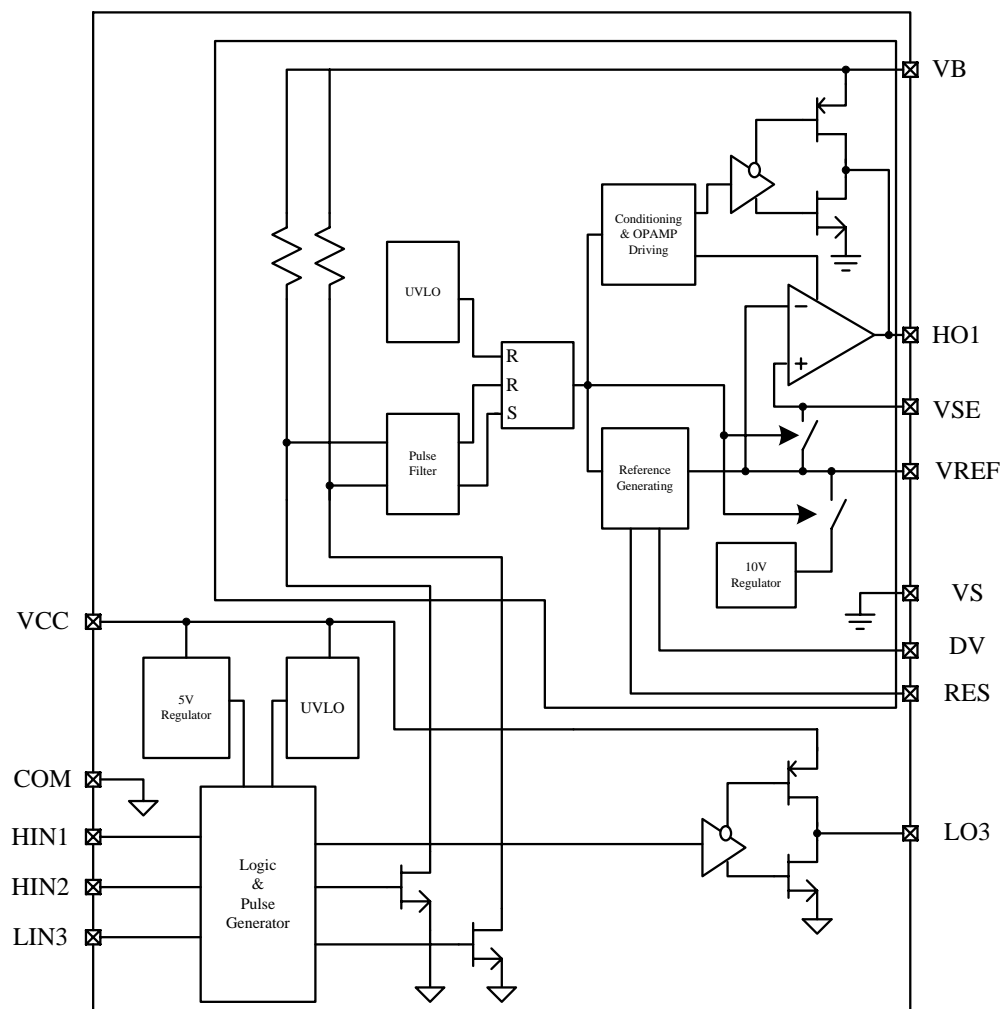 VB
Conditioning
& OPAMP
Driving
UVLO
R
R
S
−
+
HO1
VSE
Pulse
Filter
Reference
Generating
VREF
10V
Regulator
VS
VCC
DV
5V
Regulator
UVLO
RES
COM
HIN1
HIN2
LIN3
Logic
&
Pulse
Generator
LO3